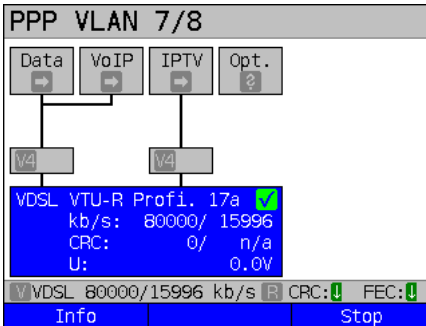 PPP VLAN 7/8
Data VoIP IPTV Opt.
?
V4 V4
VDSL VTU-R Profi. 17a
kb/s: 80000/ 15996
CRC: 0/ n/a
U: 0.0V
V VDSL 80000/15996 kb/s R CRC: FEC:
Info Stop